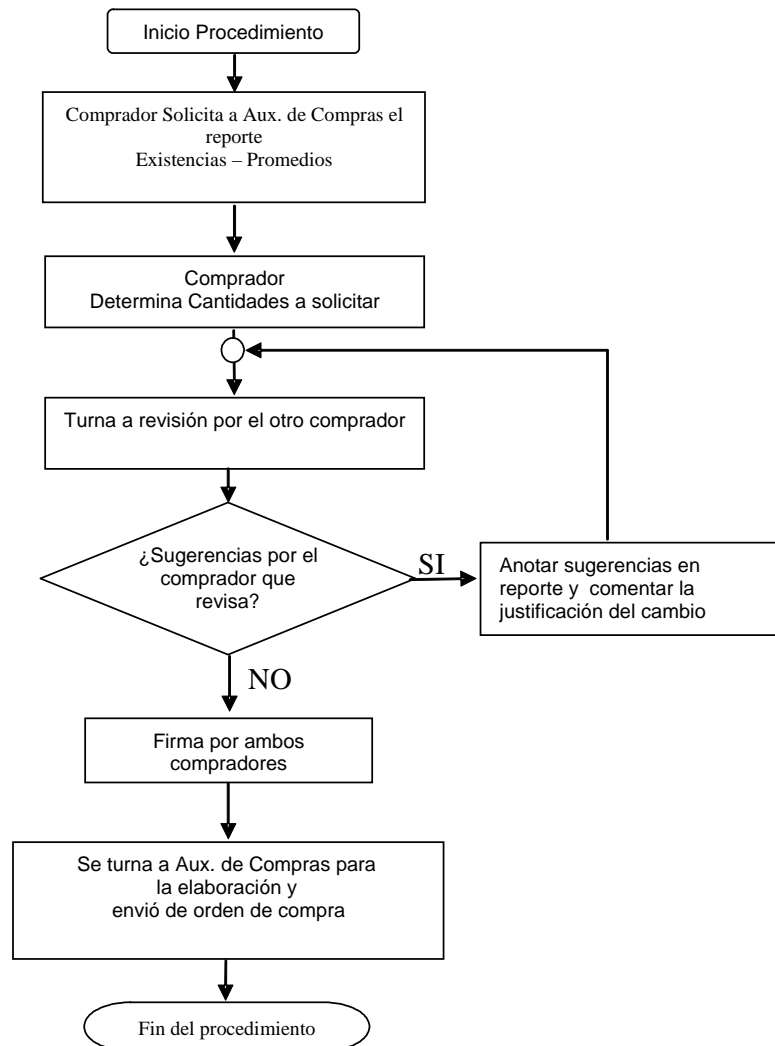 Inicio Procedimiento
Comprador Solicita a Aux. de Compras el
reporte
Existencias – Promedios
Comprador
Determina Cantidades a solicitar
Turna a revisión por el otro comprador
¿Sugerencias por el
comprador que
revisa?
SI
Anotar sugerencias en
reporte y  comentar la
justificación del cambio
NO
Firma por ambos
compradores
Se turna a Aux. de Compras para
la elaboración y
envió de orden de compra
Fin del procedimiento